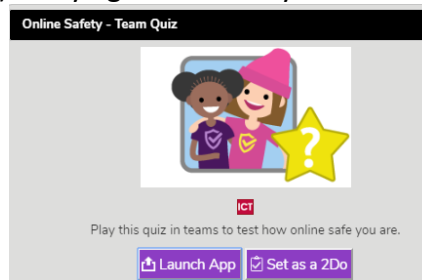 Online Safety - Team Quiz
?
ICT
Play this quiz in teams to test how online safe you are.
Launch App Set as a 2Do